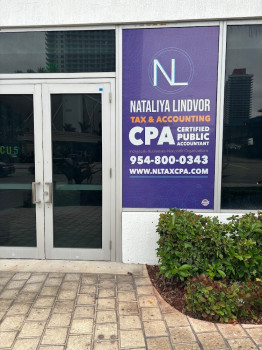 NL
NATALIYA LINDVOR
TAX & ACCOUNTING
CPA CERTIFIED PUBLIC ACCOUNTANT
954-800-0343
WWW.NLTAXCPA.COM